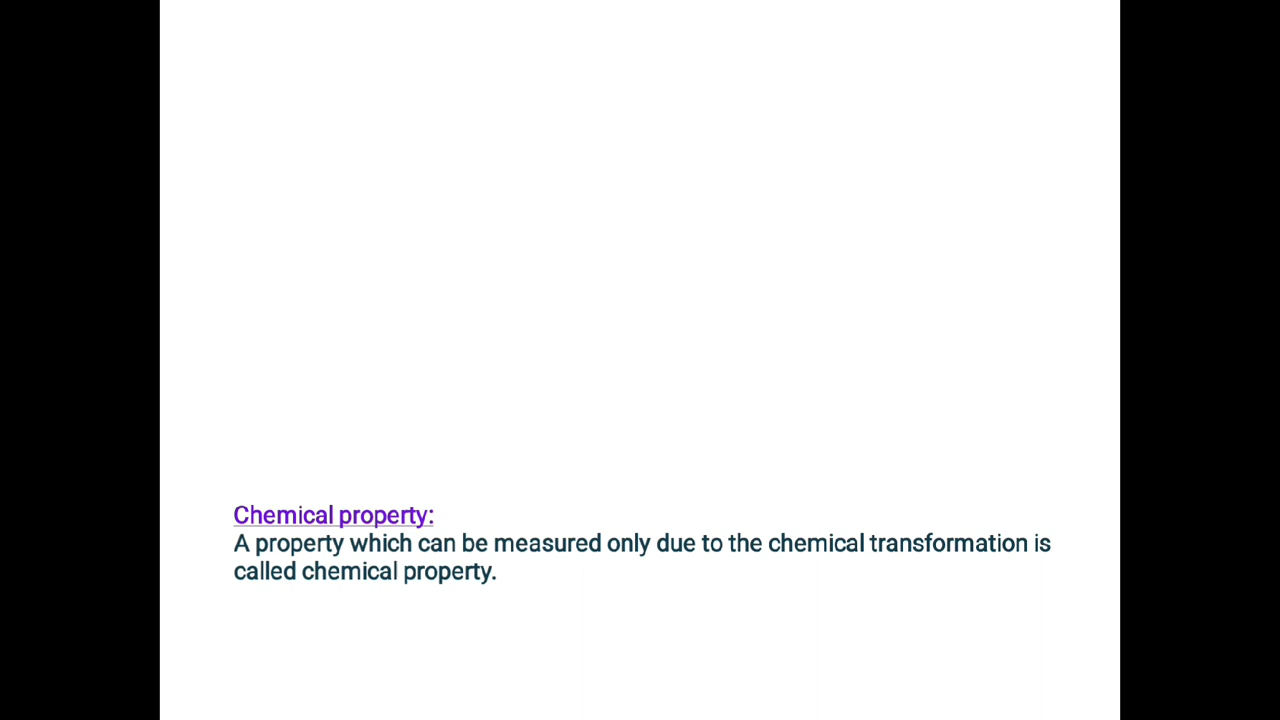 Chemical property:
A property which can be measured only due to the chemical transformation is
called chemical property.